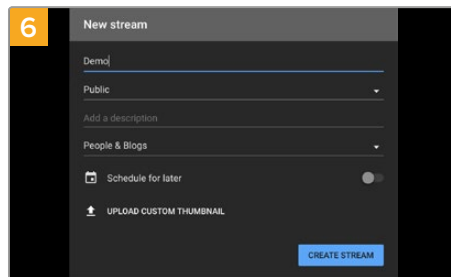 6
New stream
Demo
Public
Add a description
People & Blogs
Schedule for later
UPLOAD CUSTOM THUMBNAIL
CREATE STREAM